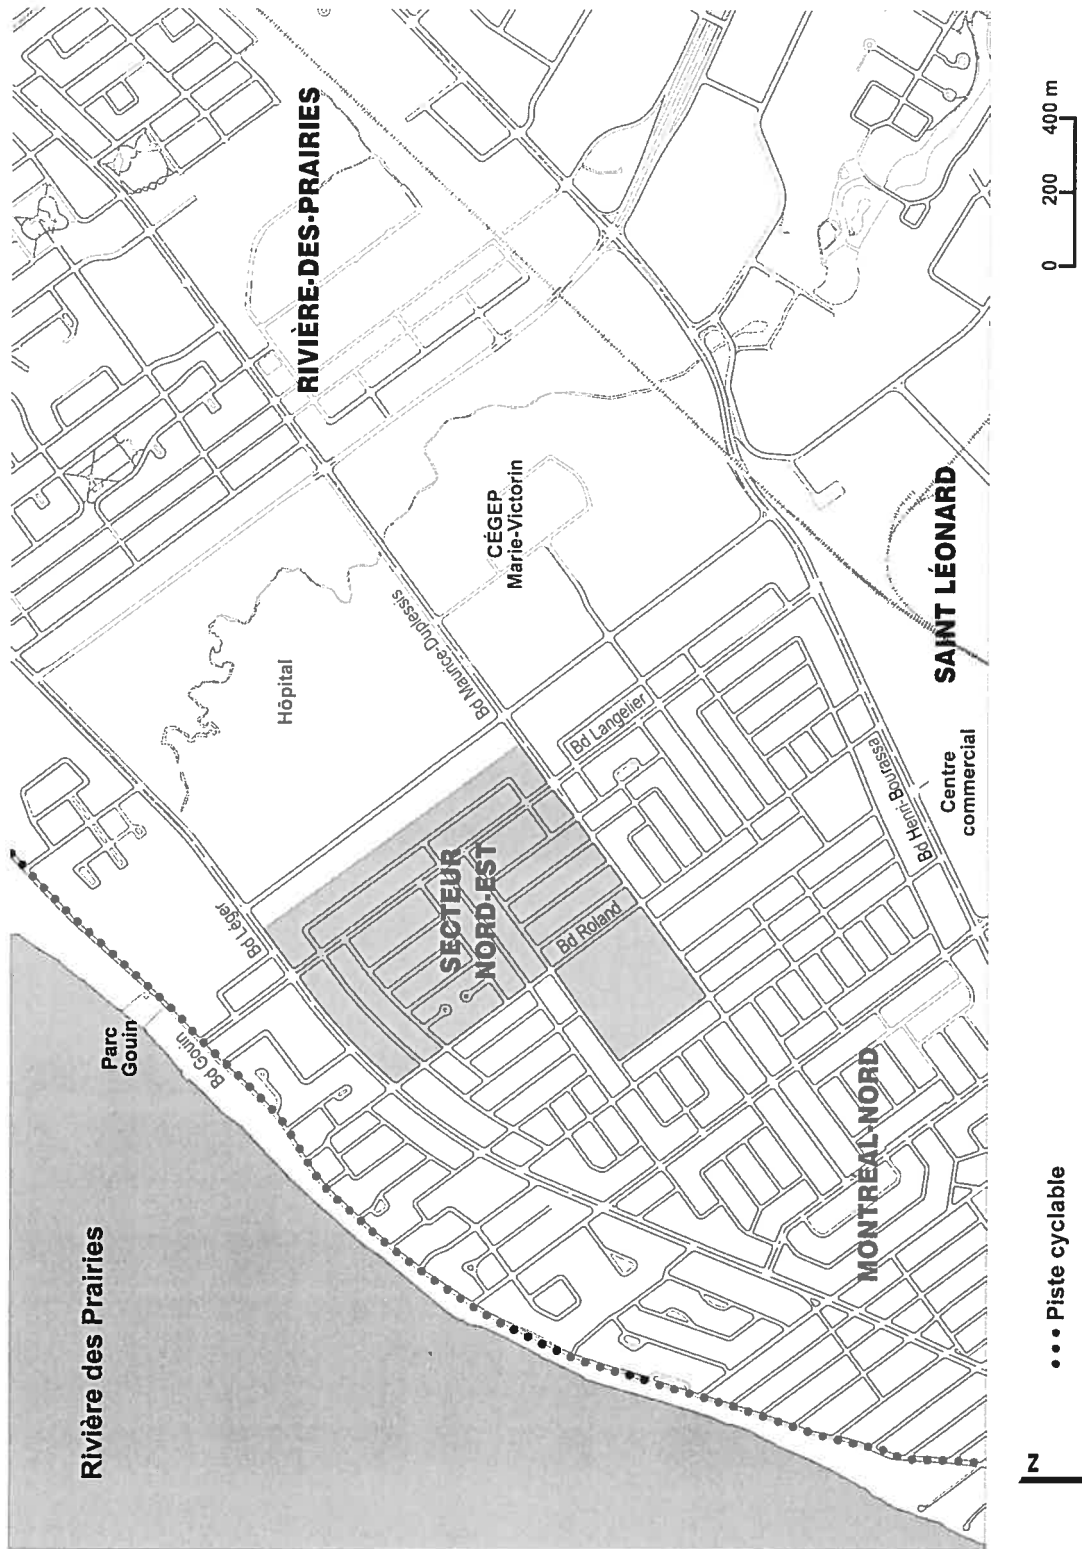 Rivière des Prairies
Parc
Gouin
Bd Gouin
Bd Léger
Hôpital
RIVIÈRE-DES-PRAIRIES
Bd Maurice-Duplessis
SECTEUR
NORD-EST
CÉGEP
Marie-Victorin
Bd Roland
Bd Langelier
MONTRÉAL-NORD
Bd Henri-Bourassa
Centre
commercial
SAINT LÉONARD
N
••• Piste cyclable
0 200 400 m